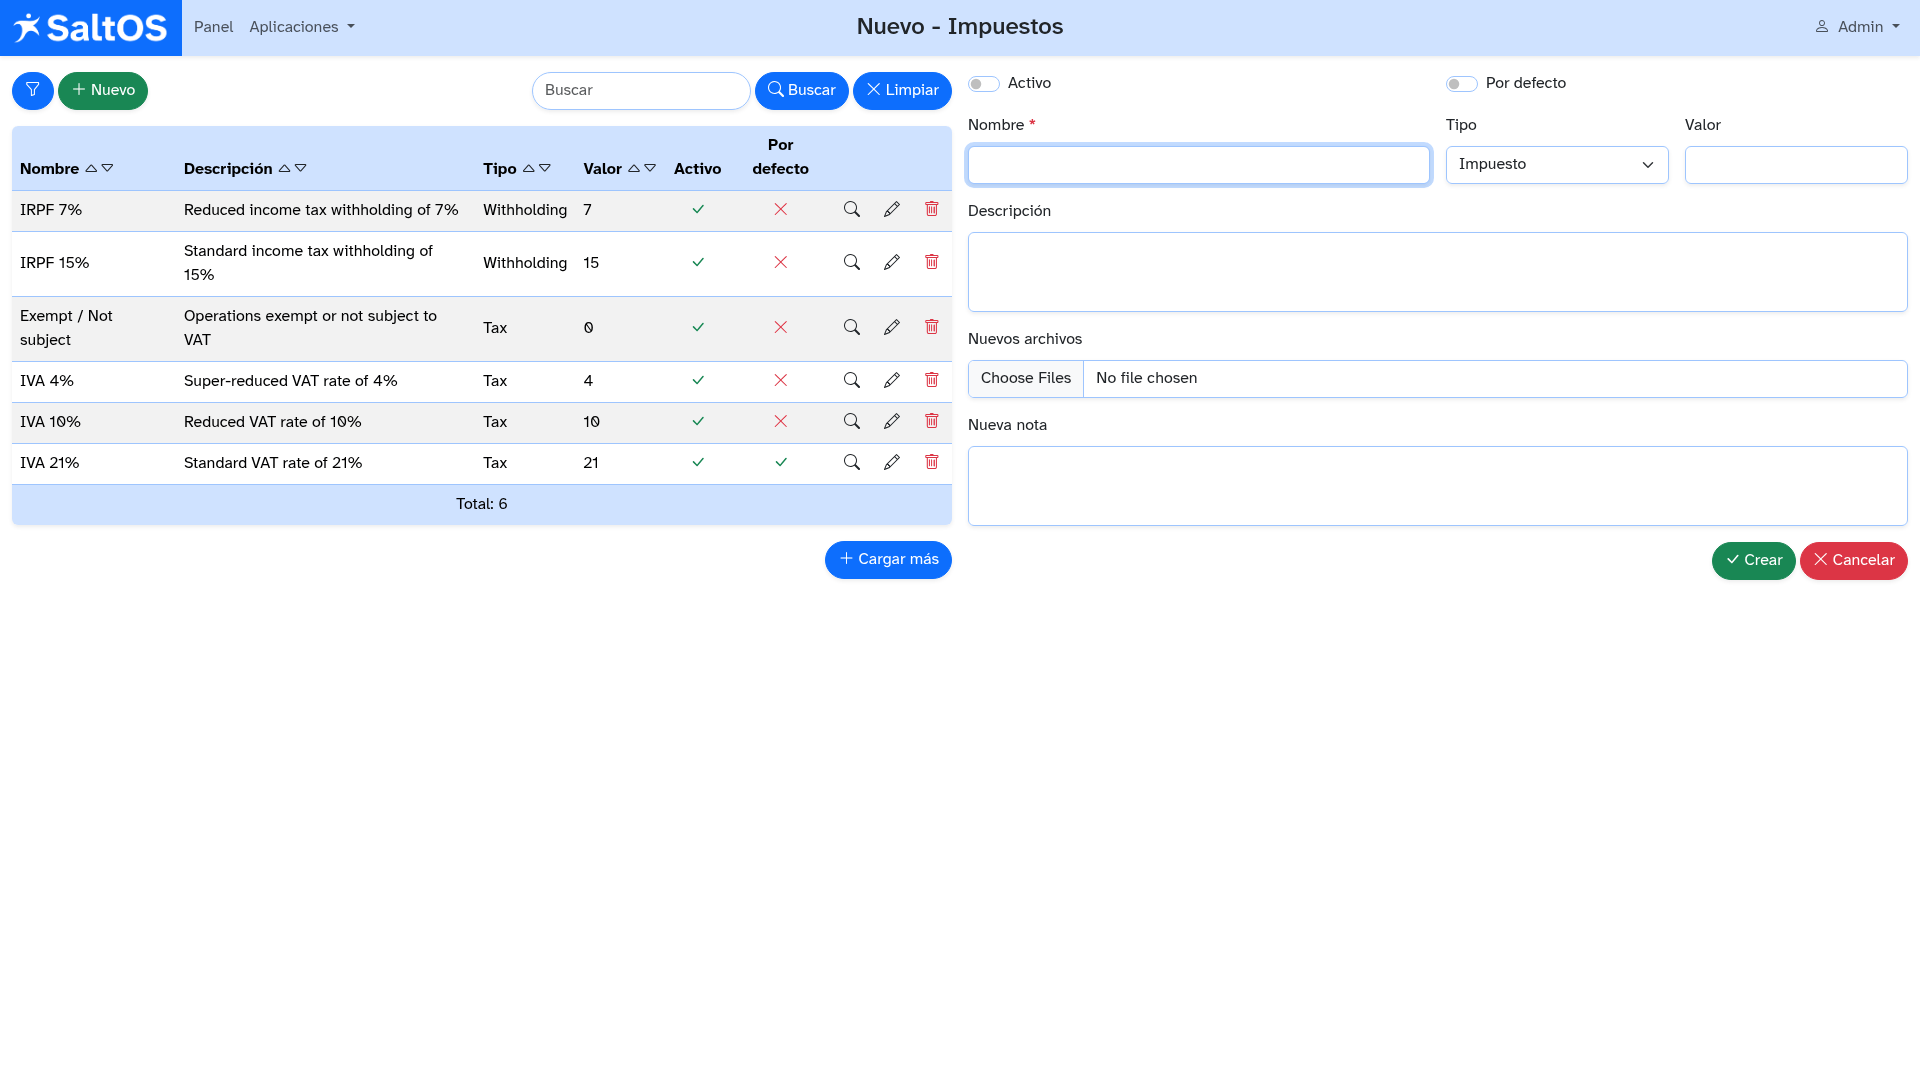 SaltOS
Panel
Aplicaciones
Nuevo - Impuestos
Admin
Nuevo
Buscar
Buscar
Limpiar
Nombre
Descripción
Tipo
Valor
Activo
Por
defecto
IRPF 7%
Reduced income tax withholding of 7%
Withholding
7
IRPF 15%
Standard income tax withholding of
15%
Withholding
15
Exempt / Not
subject
Operations exempt or not subject to
VAT
Tax
0
IVA 4%
Super-reduced VAT rate of 4%
Tax
4
IVA 10%
Reduced VAT rate of 10%
Tax
10
IVA 21%
Standard VAT rate of 21%
Tax
21
Total: 6
Cargar más
Activo
Por defecto
Nombre *
Tipo
Valor
Impuesto
Descripción
Nuevos archivos
Choose Files
No file chosen
Nueva nota
Crear
Cancelar